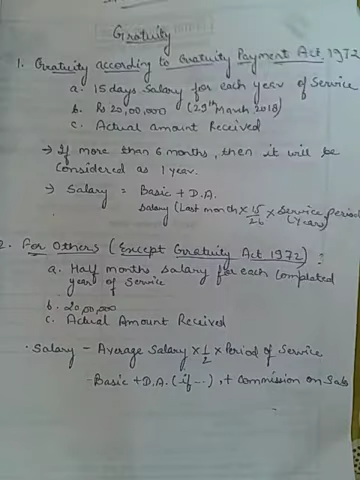 Gratuity
1. Gratuity according to Gratuity Payment Act, 1972
a. 15 days Salary for each year of Service
b. Rs 20,00,000 (29th March 2018)
c. Actual amount Received
→ If more than 6 months, then it will be
considered as 1 year.
→ Salary = Basic + D.A.
Salary (Last month × 15/26 × Service Period
(Years)
2. For Others (Except Gratuity Act 1972) :
a. Half months salary for each completed
year of Service
b. 20,00,000
c. Actual Amount Received
. Salary - Average Salary × 1/2 × Period of Service
- Basic + D.A. (if ...), + Commission on Sales